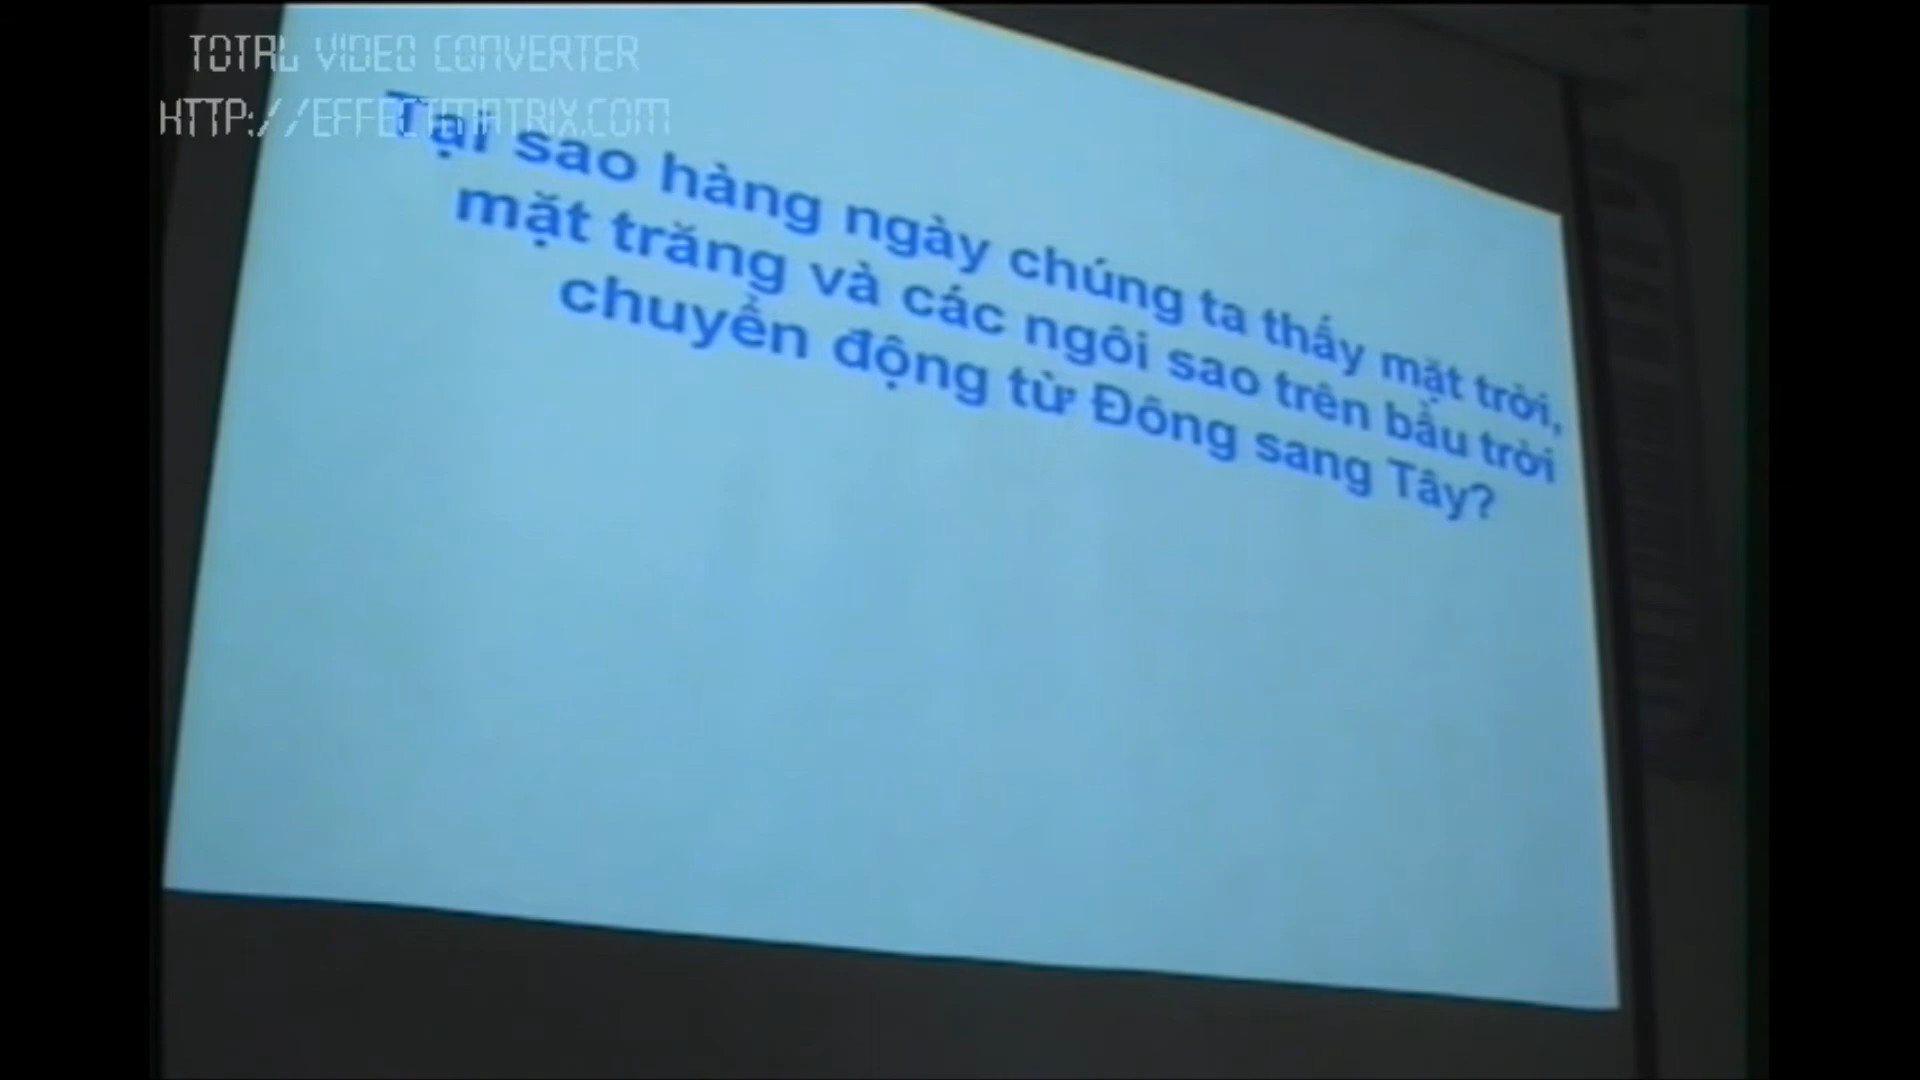 TOTAL VIDEO CONVERTER
HTTP://EFFECTMATRIX.COM
Tại sao hàng ngày chúng ta thấy mặt trời,
mặt trăng và các ngôi sao trên bầu trời
chuyển động từ Đông sang Tây?